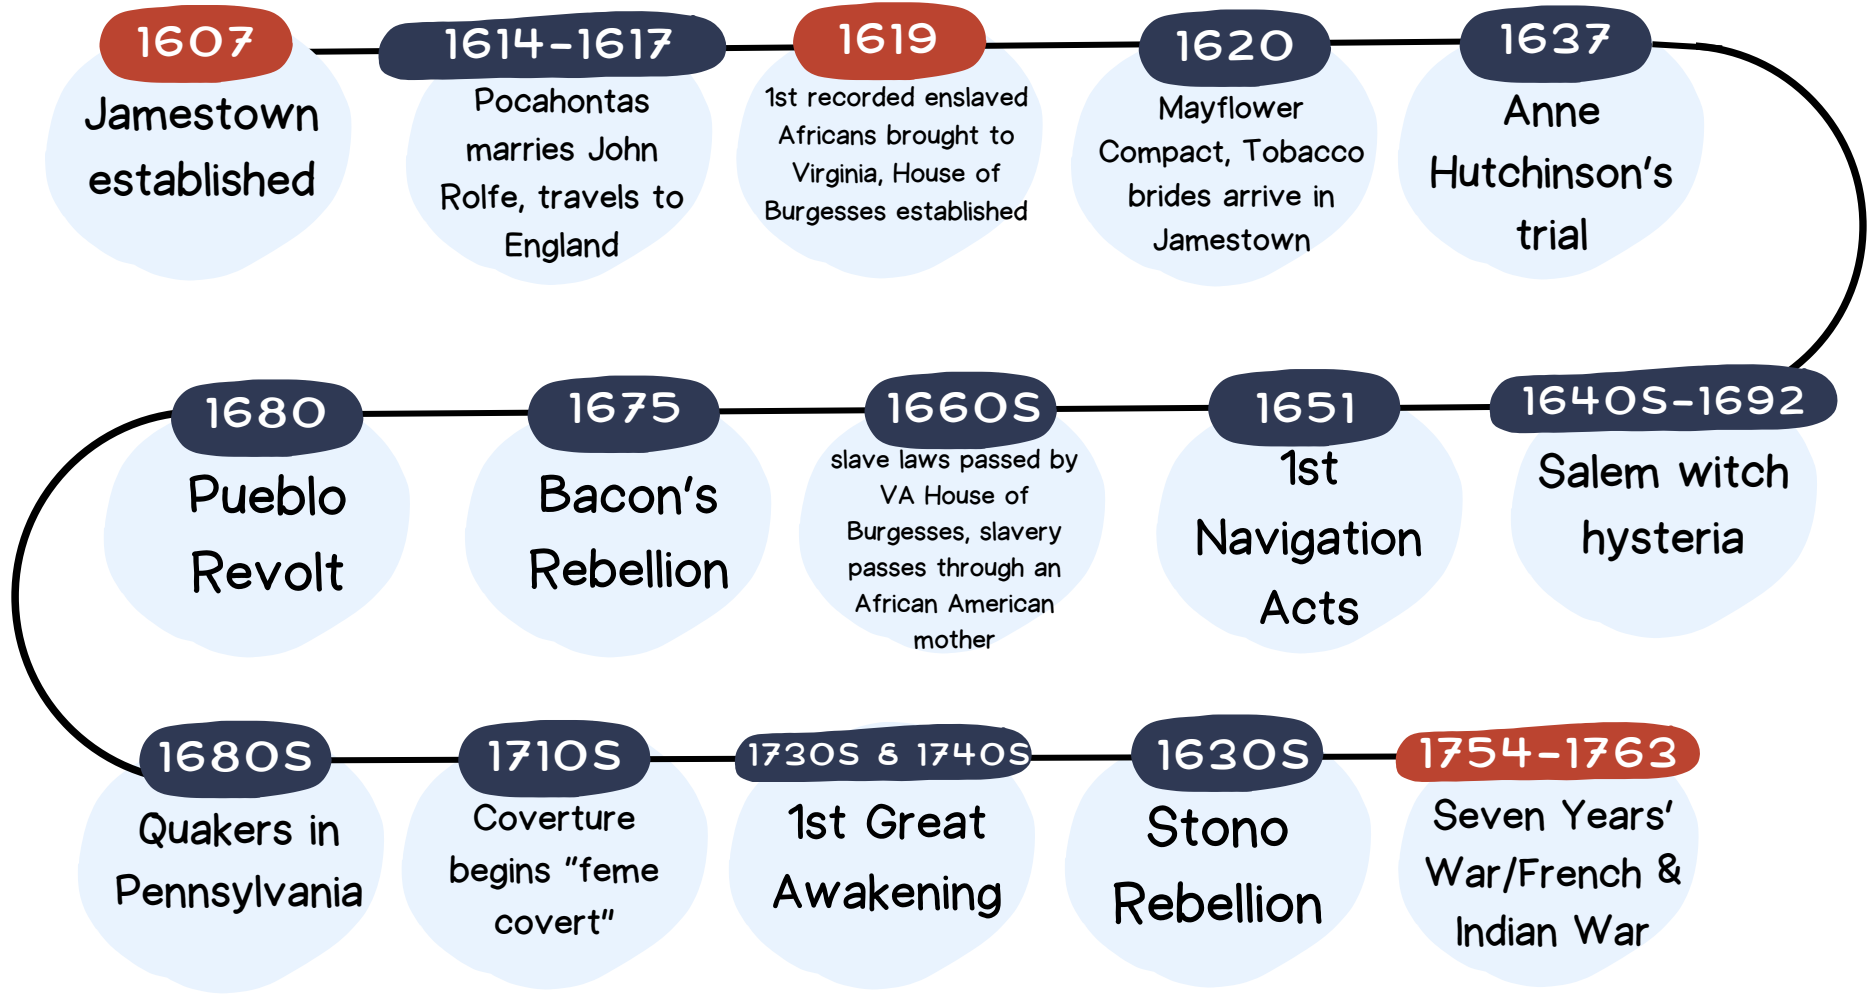 1607
Jamestown
established
1614-1617
Pocahontas
marries John
Rolfe, travels to
England
1619
1st recorded enslaved
Africans brought to
Virginia, House of
Burgesses established
1620
Mayflower
Compact, Tobacco
brides arrive in
Jamestown
1637
Anne
Hutchinson's
trial
1640S-1692
Salem witch
hysteria
1651
1st
Navigation
Acts
1660S
slave laws passed by
VA House of
Burgesses, slavery
passes through an
African American
mother
1675
Bacon's
Rebellion
1680
Pueblo
Revolt
1680S
Quakers in
Pennsylvania
1710S
Coverture
begins "feme
covert"
1730S & 1740S
1st Great
Awakening
1630S
Stono
Rebellion
1754-1763
Seven Years'
War/French &
Indian War